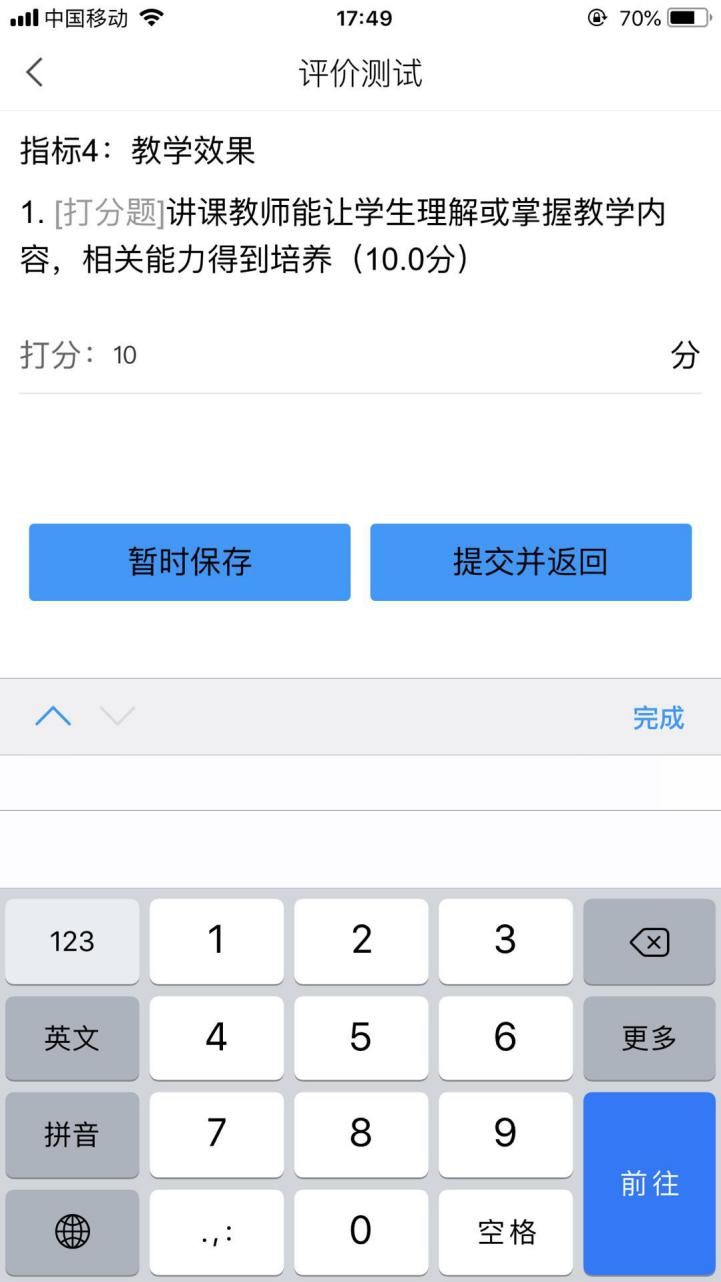 中国移动 17:49 70%
评价测试
指标4：教学效果
1. [打分题]讲课教师能让学生理解或掌握教学内
容，相关能力得到培养（10.0分）
打分：10 分
暂时保存 提交并返回
完成
123 1 2 3
英文 4 5 6 更多
拼音 7 8 9
前往
.,: 0 空格